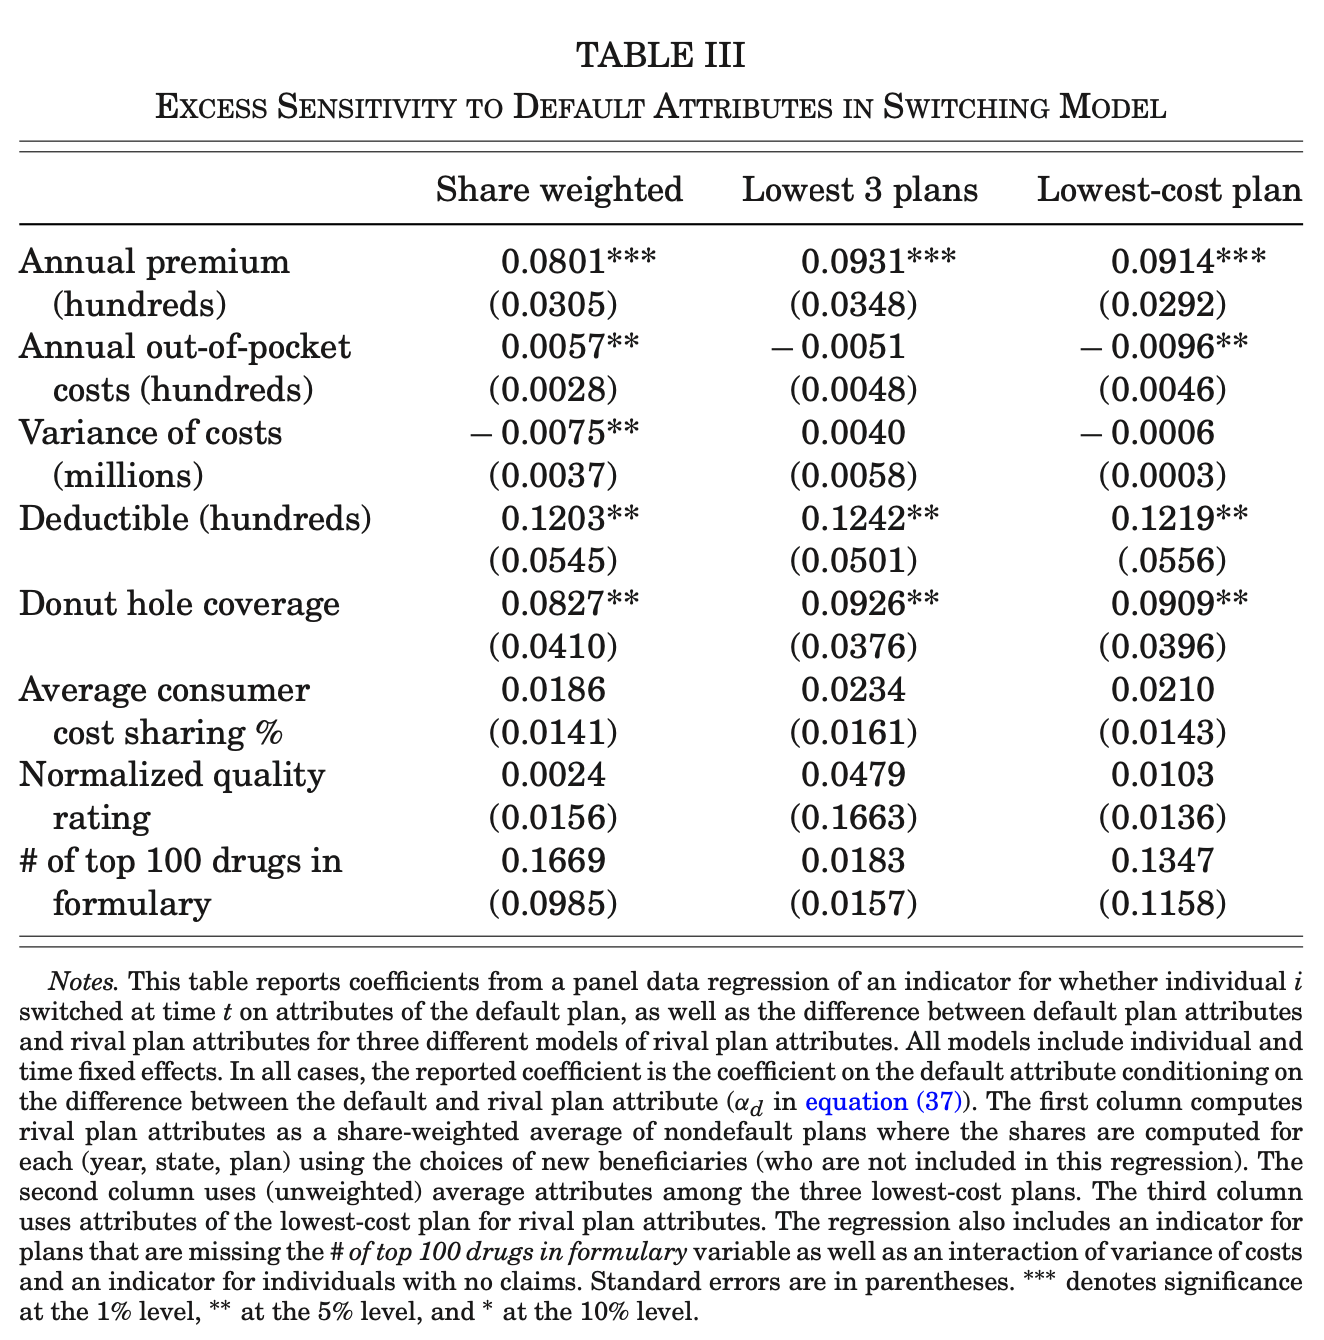 TABLE III
EXCESS SENSITIVITY TO DEFAULT ATTRIBUTES IN SWITCHING MODEL
Share weighted Lowest 3 plans Lowest-cost plan
Annual premium 0.0801*** 0.0931*** 0.0914***
(hundreds) (0.0305) (0.0348) (0.0292)
Annual out-of-pocket 0.0057** – 0.0051 – 0.0096**
costs (hundreds) (0.0028) (0.0048) (0.0046)
Variance of costs – 0.0075** 0.0040 – 0.0006
(millions) (0.0037) (0.0058) (0.0003)
Deductible (hundreds) 0.1203** 0.1242** 0.1219**
(0.0545) (0.0501) (.0556)
Donut hole coverage 0.0827** 0.0926** 0.0909**
(0.0410) (0.0376) (0.0396)
Average consumer 0.0186 0.0234 0.0210
cost sharing % (0.0141) (0.0161) (0.0143)
Normalized quality 0.0024 0.0479 0.0103
rating (0.0156) (0.1663) (0.0136)
# of top 100 drugs in 0.1669 0.0183 0.1347
formulary (0.0985) (0.0157) (0.1158)
Notes. This table reports coefficients from a panel data regression of an indicator for whether individual i
switched at time t on attributes of the default plan, as well as the difference between default plan attributes
and rival plan attributes for three different models of rival plan attributes. All models include individual and
time fixed effects. In all cases, the reported coefficient is the coefficient on the default attribute conditioning on
the difference between the default and rival plan attribute (αd in equation (37)). The first column computes
rival plan attributes as a share-weighted average of nondefault plans where the shares are computed for
each (year, state, plan) using the choices of new beneficiaries (who are not included in this regression). The
second column uses (unweighted) average attributes among the three lowest-cost plans. The third column
uses attributes of the lowest-cost plan for rival plan attributes. The regression also includes an indicator for
plans that are missing the # of top 100 drugs in formulary variable as well as an interaction of variance of costs
and an indicator for individuals with no claims. Standard errors are in parentheses. *** denotes significance
at the 1% level, ** at the 5% level, and * at the 10% level.